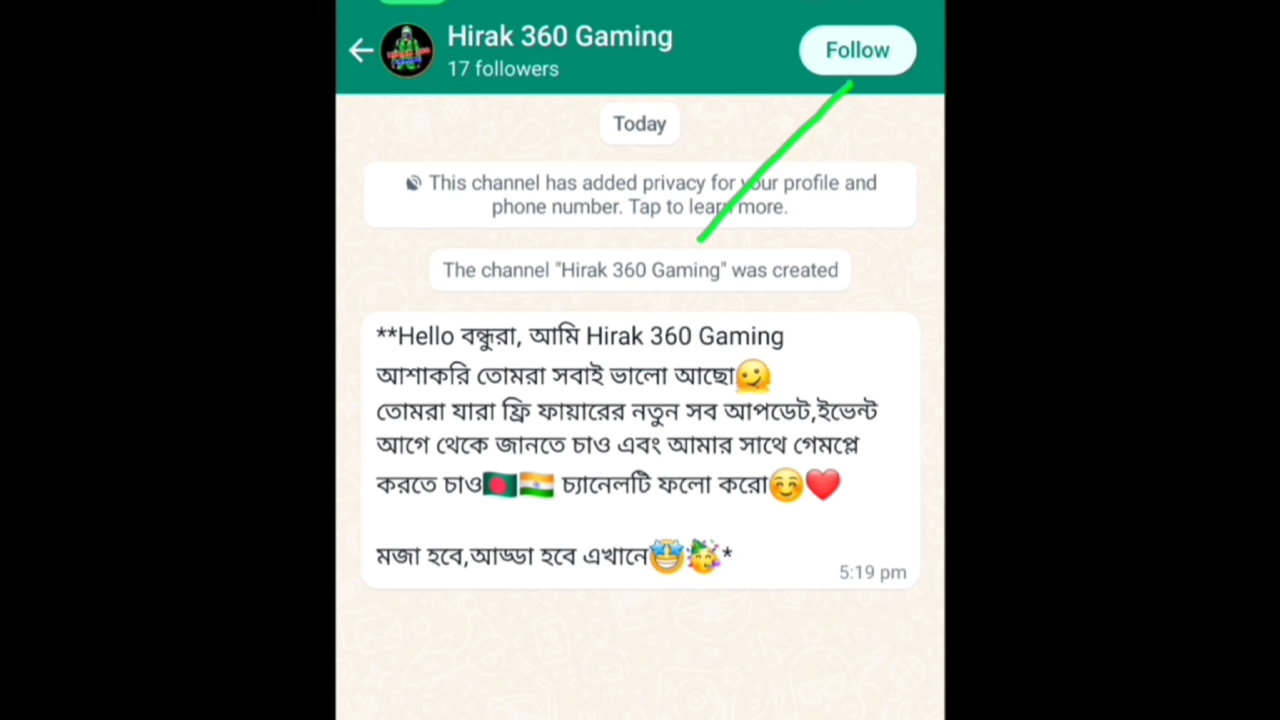 Hirak 360 Gaming
17 followers
Follow
Today
This channel has added privacy for your profile and
phone number. Tap to learn more.
The channel "Hirak 360 Gaming" was created
**Hello বন্ধুরা, আমি Hirak 360 Gaming
আশাকরি তোমরা সবাই ভালো আছো🫠
তোমরা যারা ফ্রি ফায়ারের নতুন সব আপডেট,ইভেন্ট
আগে থেকে জানতে চাও এবং আমার সাথে গেমপ্লে
করতে চাও🇧🇩🇮🇳 চ্যানেলটি ফলো করো☺️❤️
মজা হবে,আড্ডা হবে এখানে🤩🥳*
5:19 pm